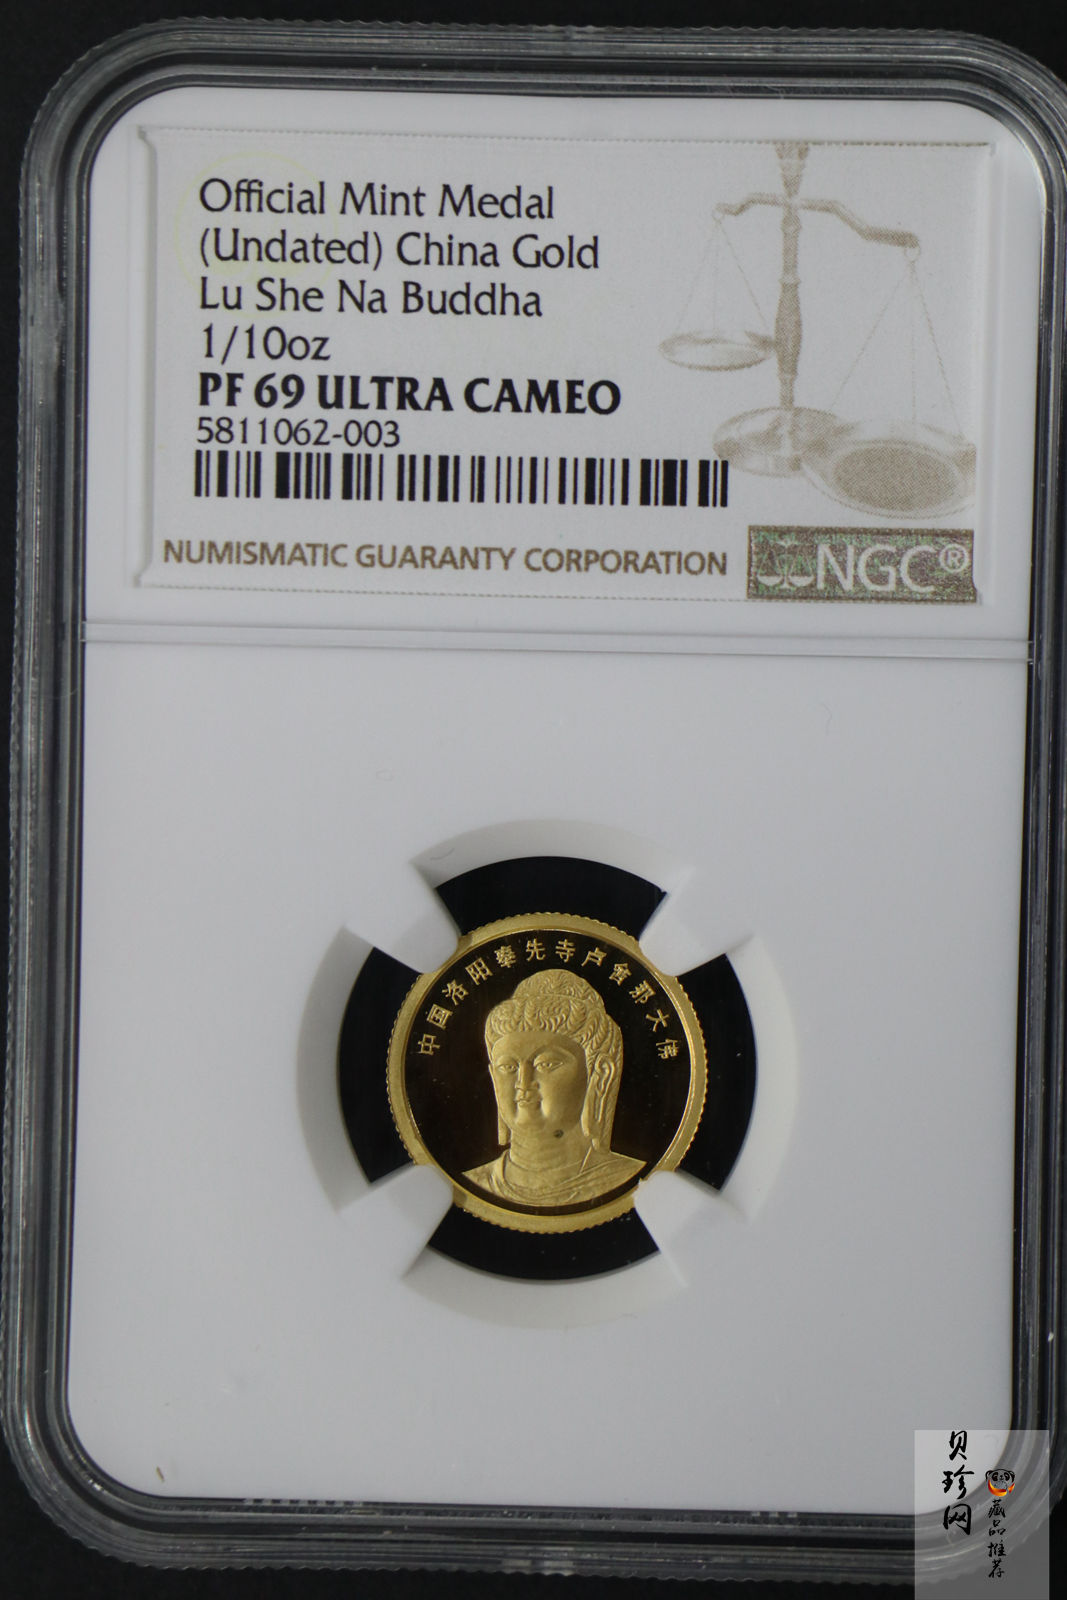 Official Mint Medal
(Undated) China Gold
Lu She Na Buddha
1/10oz
PF 69 ULTRA CAMEO
5811062-003
NUMISMATIC GUARANTY CORPORATION
NGC®
中国洛阳奉先寺卢舍那大佛
贝珍网
藏品推荐